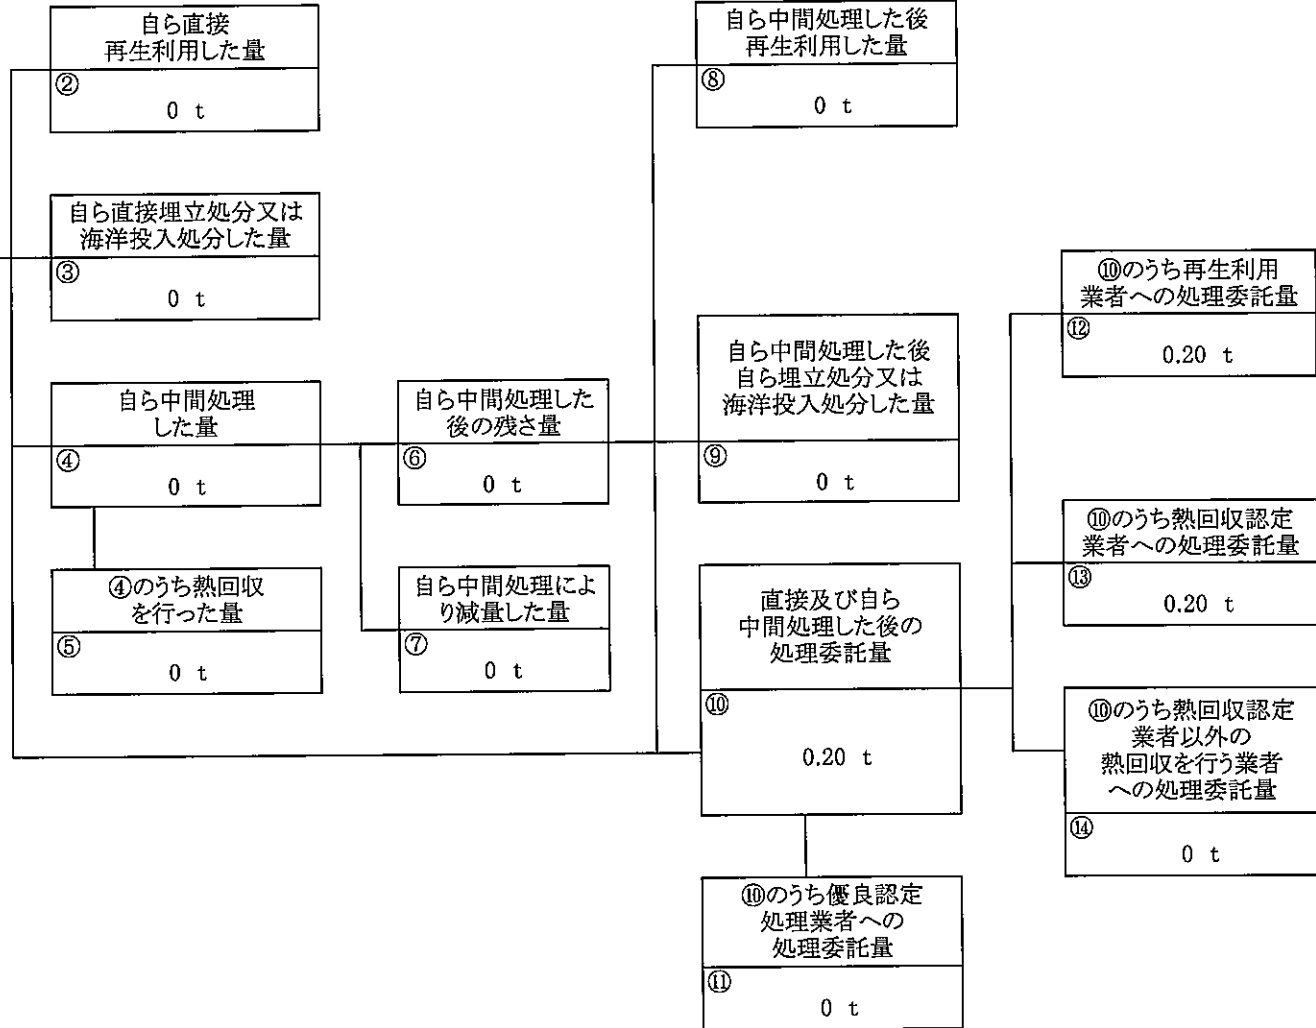 自ら直接
再生利用した量
②
0 t
自ら直接埋立処分又は
海洋投入処分した量
③
0 t
自ら中間処理
した量
④
0 t
④のうち熱回収
を行った量
⑤
0 t
自ら中間処理した
後の残さ量
⑥
0 t
自ら中間処理によ
り減量した量
⑦
0 t
自ら中間処理した後
再生利用した量
⑧
0 t
自ら中間処理した後
自ら埋立処分又は
海洋投入処分した量
⑨
0 t
直接及び自ら
中間処理した後の
処理委託量
⑩
0.20 t
⑩のうち優良認定
処理業者への
処理委託量
⑪
0 t
⑩のうち再生利用
業者への処理委託量
⑫
0.20 t
⑩のうち熱回収認定
業者への処理委託量
⑬
0.20 t
⑩のうち熱回収認定
業者以外の
熱回収を行う業者
への処理委託量
⑭
0 t